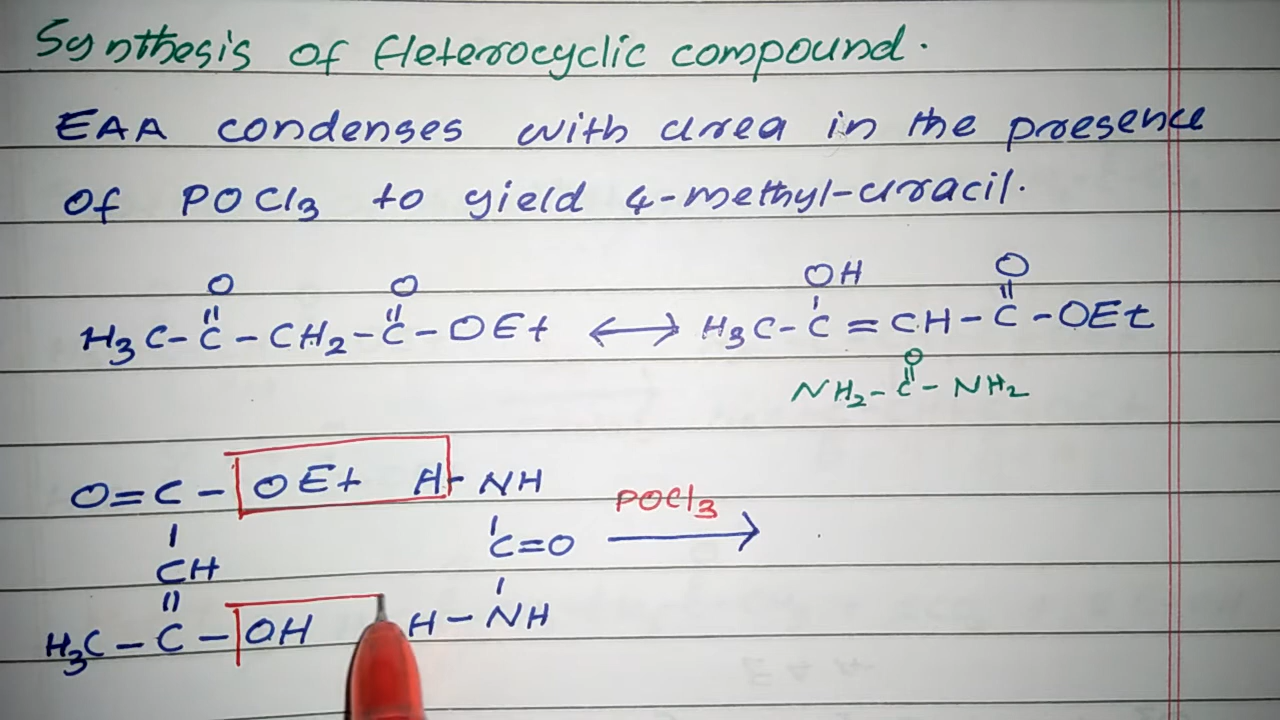 Synthesis of Heterocyclic compound.
EAA condenses with urea in the presence
of POCl3 to yield 4-methyl-uracil.
O O OH O
H3C-C-CH2-C-OEt ⟷ H3C-C=CH-C-OEt
O
NH2-C-NH2
O=C-OEt H-NH
POCl3
C=O
CH
H3C-C-OH H-NH